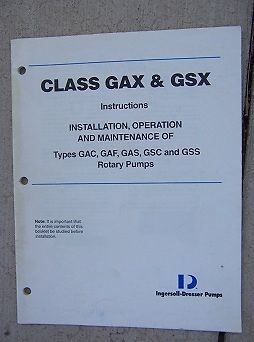 CLASS GAX & GSX
Instructions
INSTALLATION, OPERATION
AND MAINTENANCE OF
Types GAC, GAF, GAS, GSC and GSS
Rotary Pumps
Note: It is important that
the entire contents of this
booklet be studied before
installation.
Ingersoll-Dresser Pumps